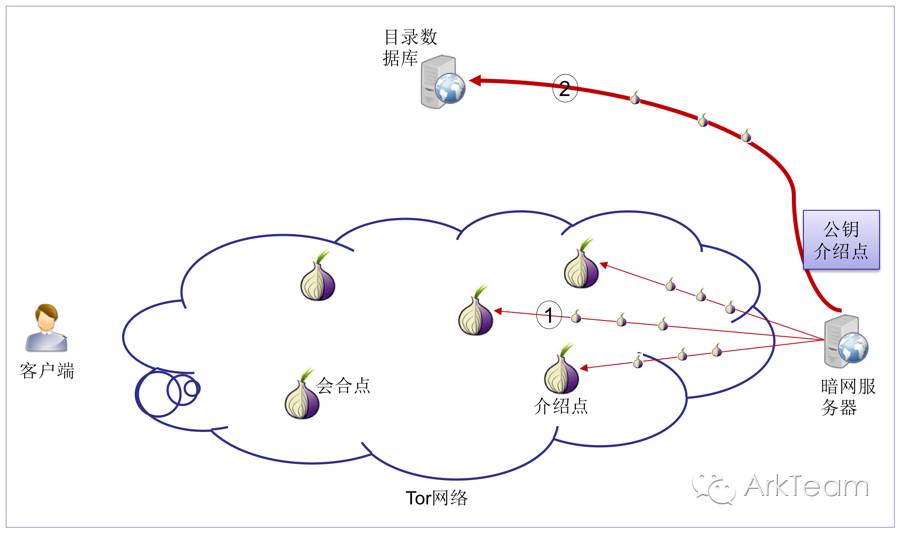 目录数
据库
②
公钥
介绍点
①
客户端
会合点
介绍点
暗网服
务器
Tor网络
ArkTeam